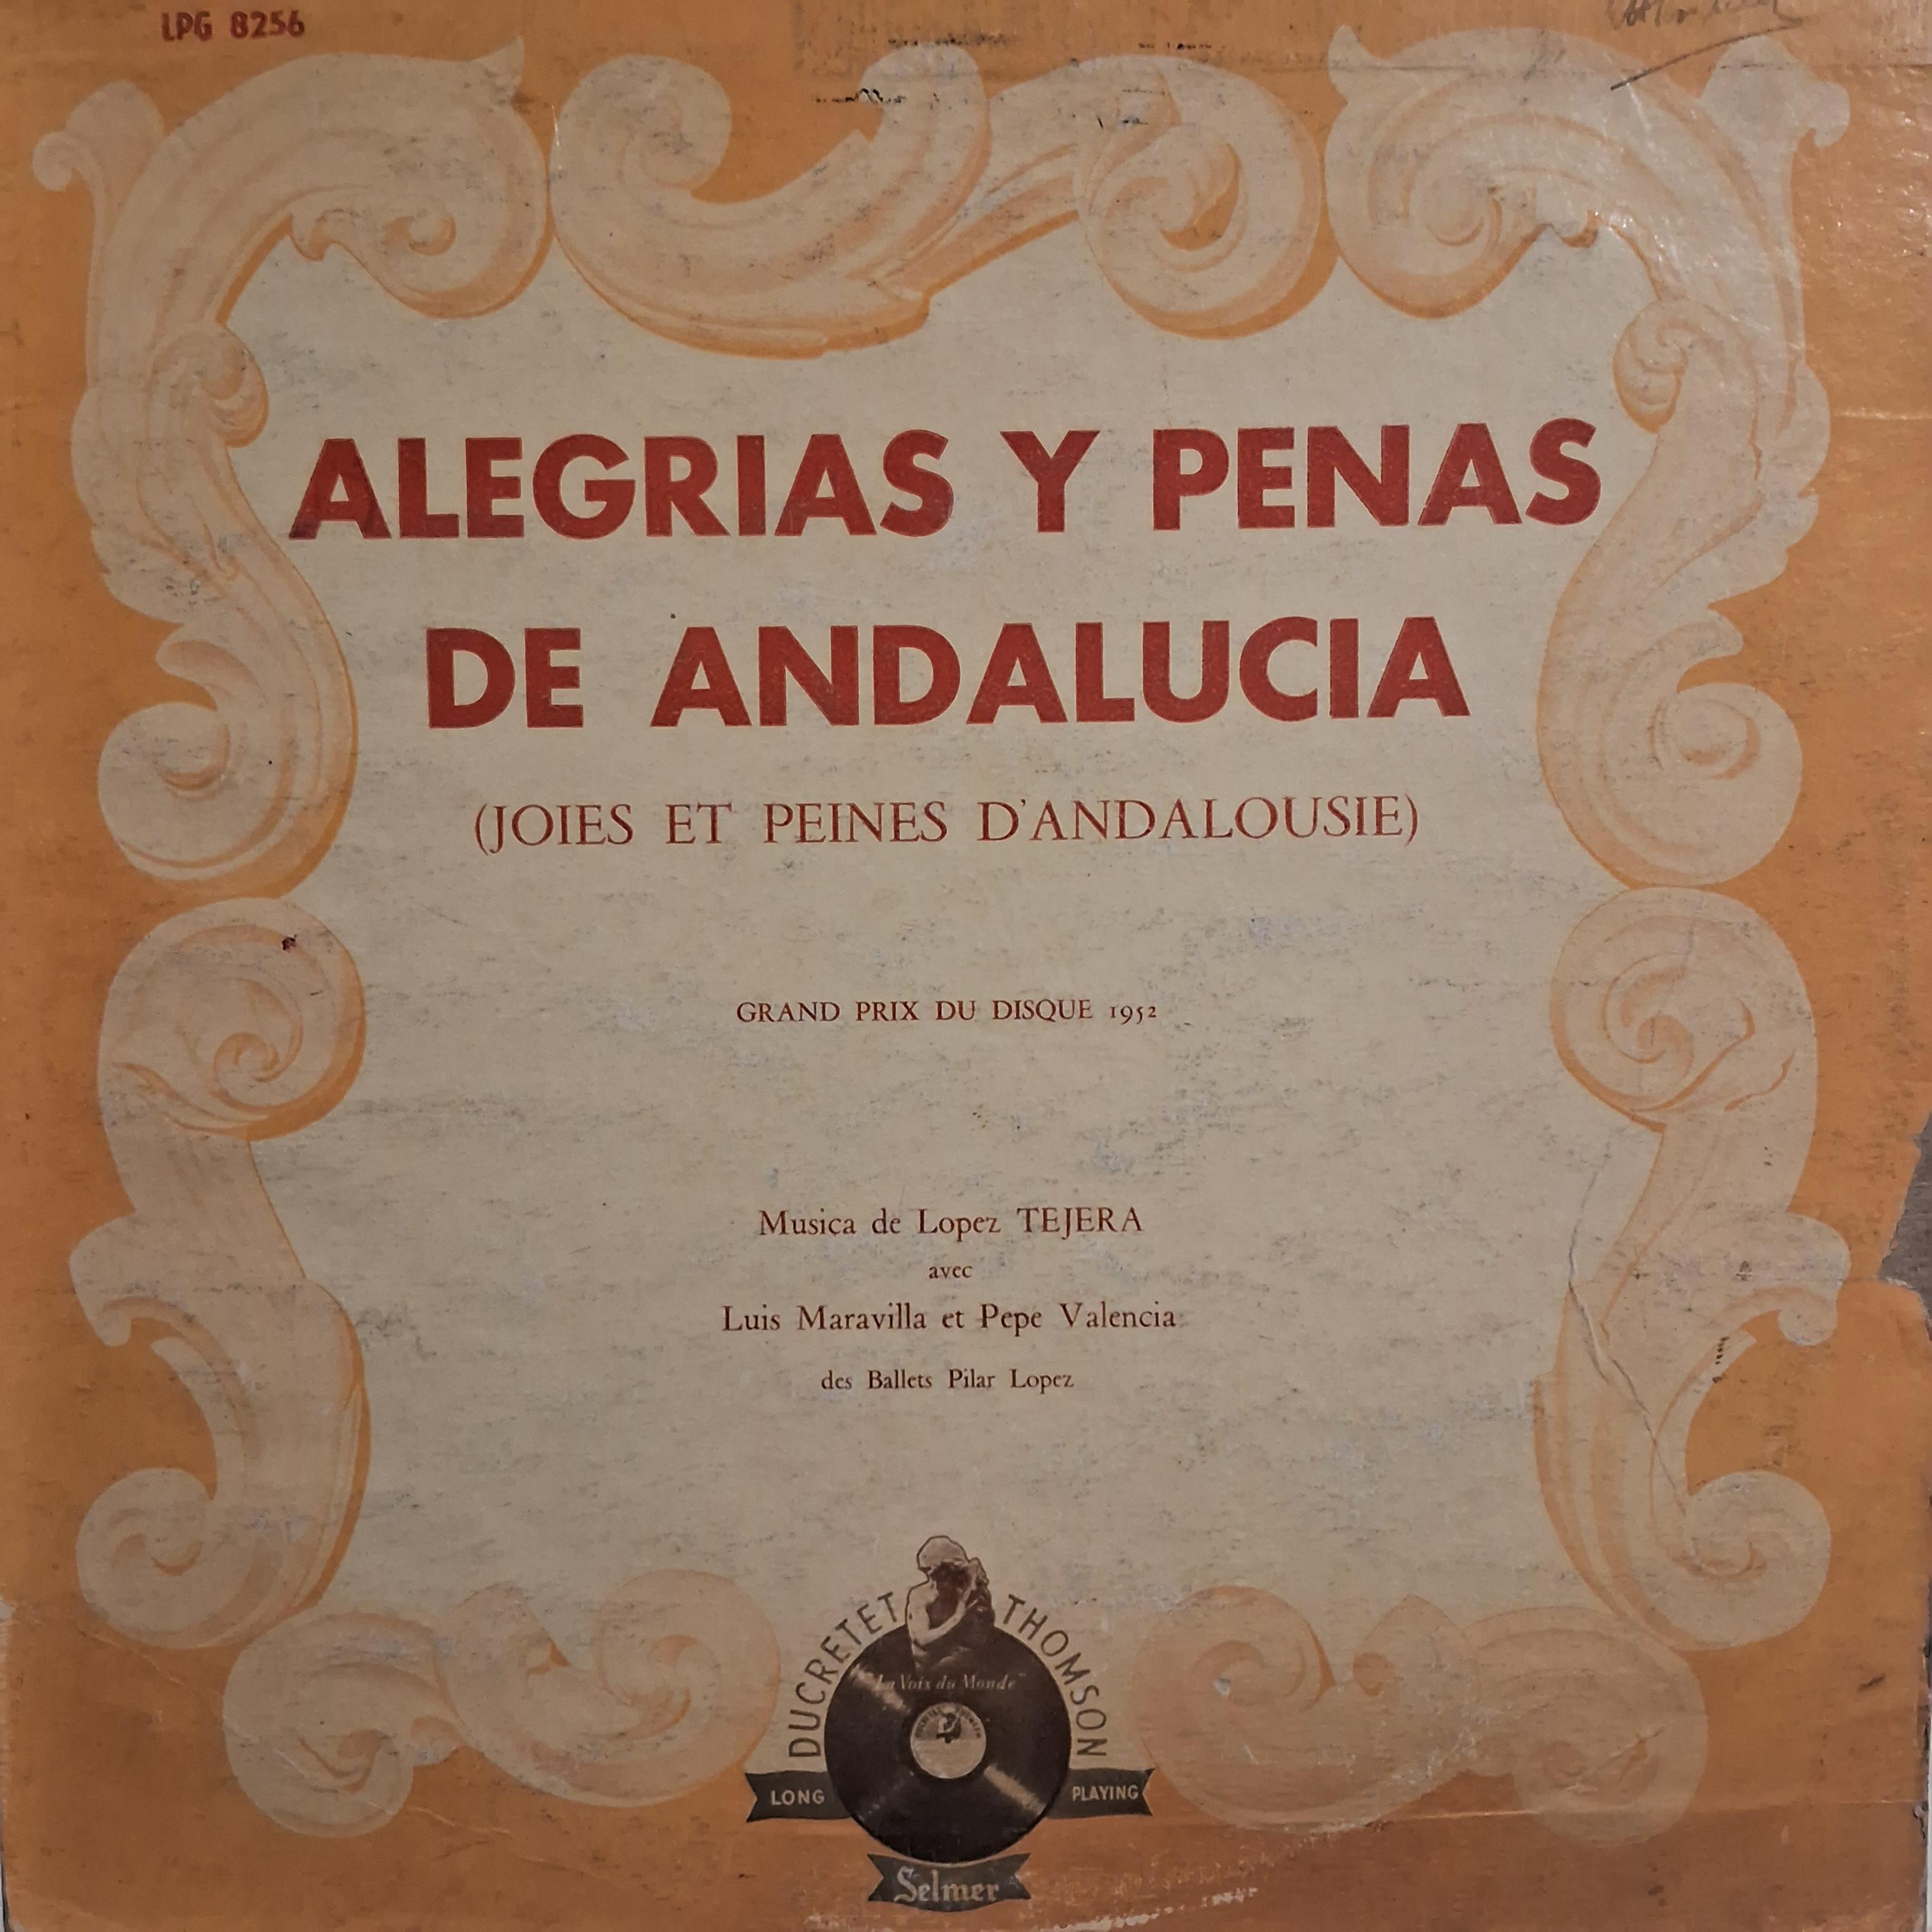 LPG 8256
ALEGRIAS Y PENAS
DE ANDALUCIA
(JOIES ET PEINES D'ANDALOUSIE)
GRAND PRIX DU DISQUE 1952
Musica de Lopez TEJERA
avec
Luis Maravilla et Pepe Valencia
des Ballets Pilar Lopez
DUCRETET THOMSON
"La Voix du Monde"
LONG PLAYING
Selmer